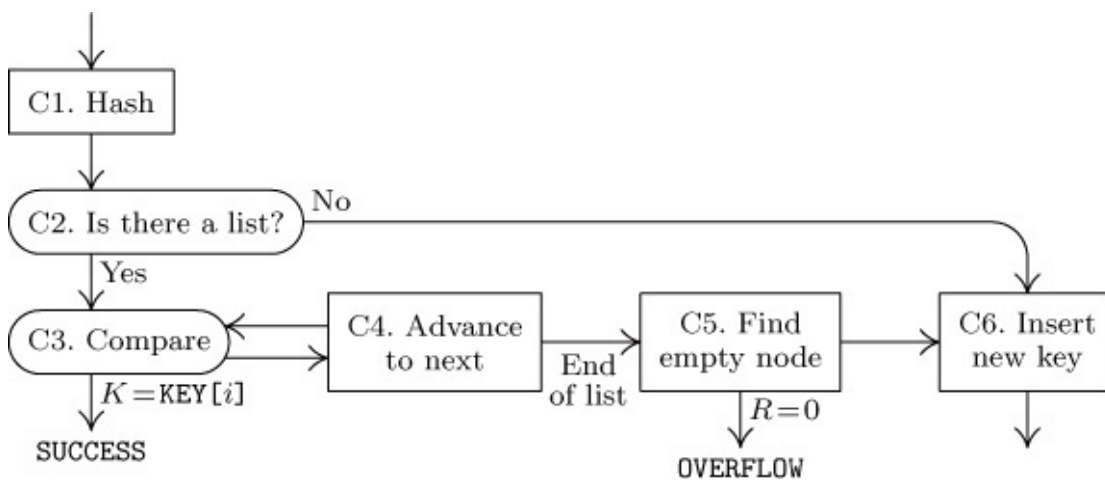 C1. Hash
C2. Is there a list?
No
Yes
C3. Compare
C4. Advance
to next
End
of list
C5. Find
empty node
C6. Insert
new key
K=KEY[i]
SUCCESS
R=0
OVERFLOW